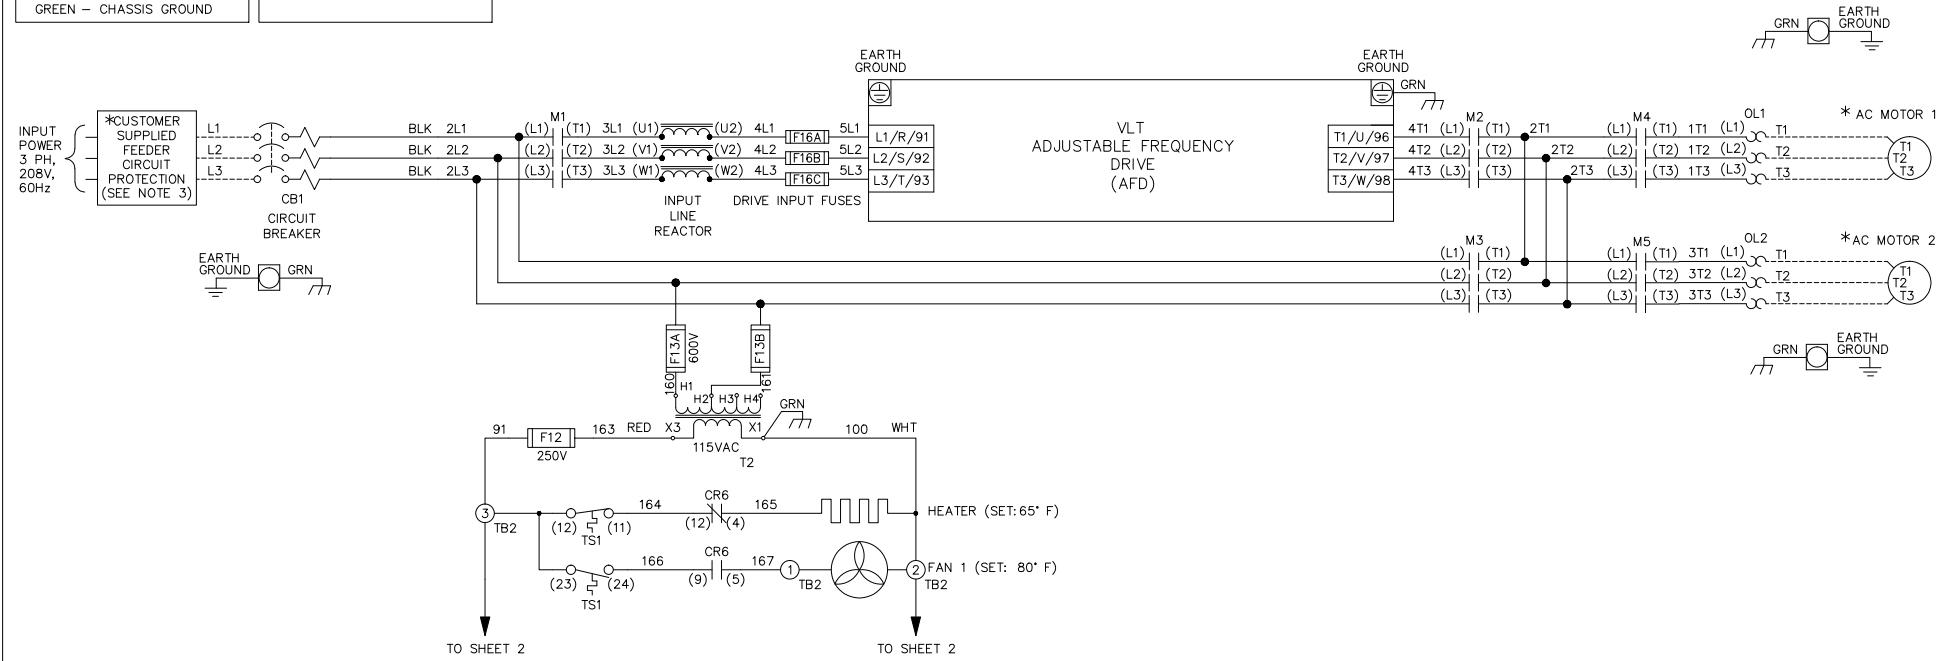 GREEN – CHASSIS GROUND
GRN
EARTH
GROUND
INPUT
POWER
3 PH,
208V,
60Hz
*CUSTOMER
SUPPLIED
FEEDER
CIRCUIT
PROTECTION
(SEE NOTE 3)
L1
L2
L3
CB1
CIRCUIT
BREAKER
BLK 2L1
BLK 2L2
BLK 2L3
M1
(L1) (T1) 3L1 (U1) (U2) 4L1 F16A 5L1
(L2) (T2) 3L2 (V1) (V2) 4L2 F16B 5L2
(L3) (T3) 3L3 (W1) (W2) 4L3 F16C 5L3
INPUT
LINE
REACTOR
DRIVE INPUT FUSES
EARTH
GROUND
L1/R/91
L2/S/92
L3/T/93
VLT
ADJUSTABLE FREQUENCY
DRIVE
(AFD)
EARTH
GROUND
GRN
T1/U/96
T2/V/97
T3/W/98
M2
4T1 (L1) (T1) 2T1
4T2 (L2) (T2) 2T2
4T3 (L3) (T3) 2T3
M4
(L1) (T1) 1T1 (L1) T1
(L2) (T2) 1T2 (L2) T2
(L3) (T3) 1T3 (L3) T3
OL1
* AC MOTOR 1
T1
T2
T3
M3
(L1) (T1)
(L2) (T2)
(L3) (T3)
M5
(L1) (T1) 3T1 (L1) T1
(L2) (T2) 3T2 (L2) T2
(L3) (T3) 3T3 (L3) T3
OL2
*AC MOTOR 2
T1
T2
T3
EARTH
GROUND
GRN
GRN
EARTH
GROUND
F13A
600V
F13B
160
161
H1
H2 H3 H4
GRN
91
F12
250V
163 RED X3
X1
100 WHT
115VAC
T2
3
TB2
(12) (11)
TS1
164
CR6
(12) (4)
165
HEATER (SET:65° F)
(23) (24)
TS1
166
CR6
(9) (5)
167
1
TB2
2
TB2
FAN 1 (SET: 80° F)
TO SHEET 2
TO SHEET 2